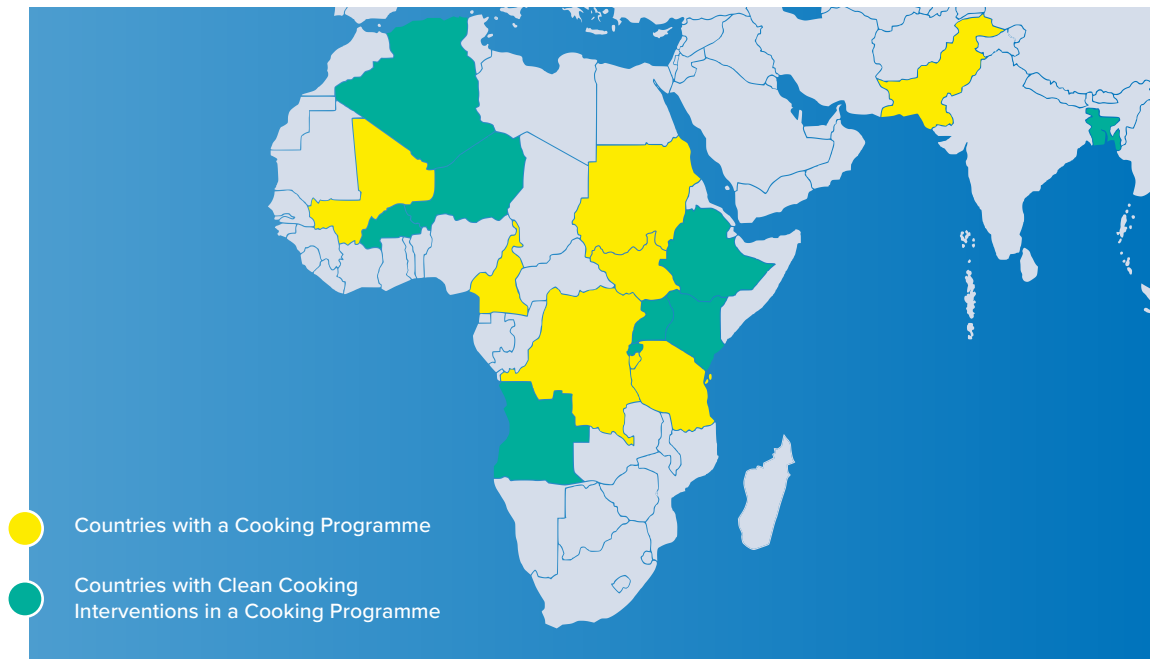 Countries with a Cooking Programme
Countries with Clean Cooking
Interventions in a Cooking Programme